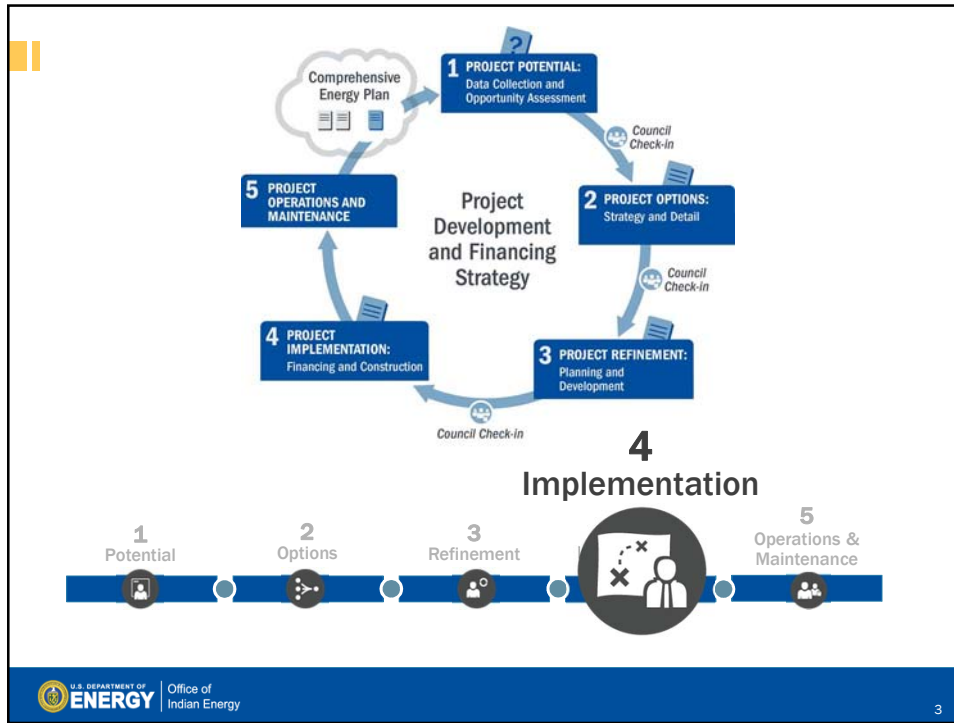 ?
1 PROJECT POTENTIAL:
Data Collection and
Opportunity Assessment
Comprehensive
Energy Plan
Council
Check-in
5 PROJECT
OPERATIONS AND
MAINTENANCE
2 PROJECT OPTIONS:
Strategy and Detail
Project
Development
and Financing
Strategy
Council
Check-in
4 PROJECT
IMPLEMENTATION:
Financing and Construction
3 PROJECT REFINEMENT:
Planning and
Development
Council Check-in
4
Implementation
1
Potential
2
Options
3
Refinement
5
Operations &
Maintenance
U.S. DEPARTMENT OF
ENERGY
Office of
Indian Energy
3